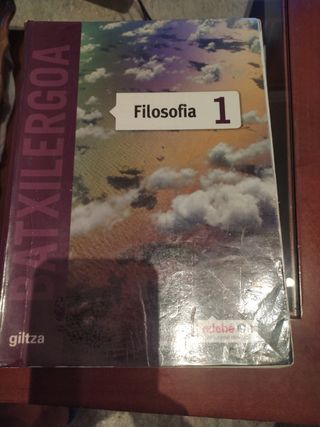 BATXILERGOA
Filosofia 1
giltza
edebé